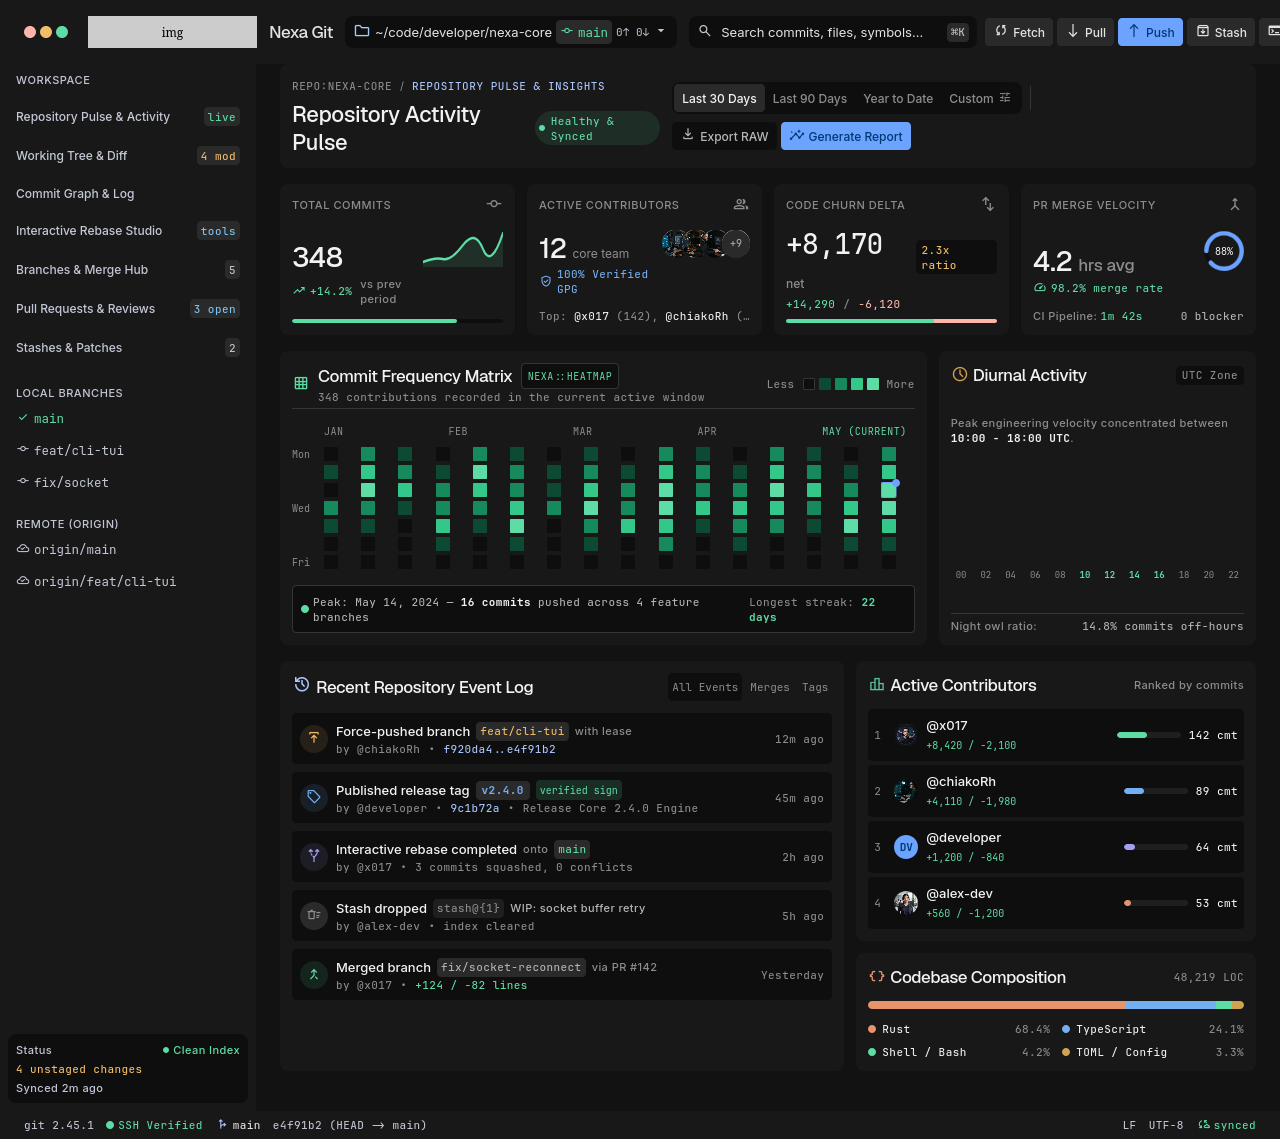 img
Nexa Git
~/code/developer/nexa-core main 0↑ 0↓
Search commits, files, symbols... ⌘K
Fetch
Pull
Push
Stash
WORKSPACE
Repository Pulse & Activity live
Working Tree & Diff 4 mod
Commit Graph & Log
Interactive Rebase Studio tools
Branches & Merge Hub 5
Pull Requests & Reviews 3 open
Stashes & Patches 2
LOCAL BRANCHES
main
feat/cli-tui
fix/socket
REMOTE (ORIGIN)
origin/main
origin/feat/cli-tui
Status Clean Index
4 unstaged changes
Synced 2m ago
REPO:NEXA-CORE / REPOSITORY PULSE & INSIGHTS
Repository Activity
Pulse
Healthy &
Synced
Last 30 Days Last 90 Days Year to Date Custom
Export RAW Generate Report
TOTAL COMMITS
348
+14.2% vs prev
period
ACTIVE CONTRIBUTORS
12 core team
+9
100% Verified
GPG
Top: @x017 (142), @chiakoRh (…
CODE CHURN DELTA
+8,170
net
2.3x
ratio
+14,290 / -6,120
PR MERGE VELOCITY
4.2 hrs avg
88%
98.2% merge rate
CI Pipeline: 1m 42s 0 blocker
Commit Frequency Matrix NEXA::HEATMAP
348 contributions recorded in the current active window
Less More
JAN FEB MAR APR MAY (CURRENT)
Mon
Wed
Fri
Peak: May 14, 2024 — 16 commits pushed across 4 feature
branches
Longest streak: 22
days
Diurnal Activity UTC Zone
Peak engineering velocity concentrated between
10:00 - 18:00 UTC.
00 02 04 06 08 10 12 14 16 18 20 22
Night owl ratio: 14.8% commits off-hours
Recent Repository Event Log
All Events Merges Tags
Force-pushed branch feat/cli-tui with lease
by @chiakoRh • f920da4..e4f91b2
12m ago
Published release tag v2.4.0 verified sign
by @developer • 9c1b72a • Release Core 2.4.0 Engine
45m ago
Interactive rebase completed onto main
by @x017 • 3 commits squashed, 0 conflicts
2h ago
Stash dropped stash@{1} WIP: socket buffer retry
by @alex-dev • index cleared
5h ago
Merged branch fix/socket-reconnect via PR #142
by @x017 • +124 / -82 lines
Yesterday
Active Contributors Ranked by commits
1 @x017
+8,420 / -2,100
142 cmt
2 @chiakoRh
+4,110 / -1,980
89 cmt
3 DV @developer
+1,200 / -840
64 cmt
4 @alex-dev
+560 / -1,200
53 cmt
Codebase Composition 48,219 LOC
Rust 68.4% TypeScript 24.1%
Shell / Bash 4.2% TOML / Config 3.3%
git 2.45.1 SSH Verified main e4f91b2 (HEAD → main)
LF UTF-8 synced